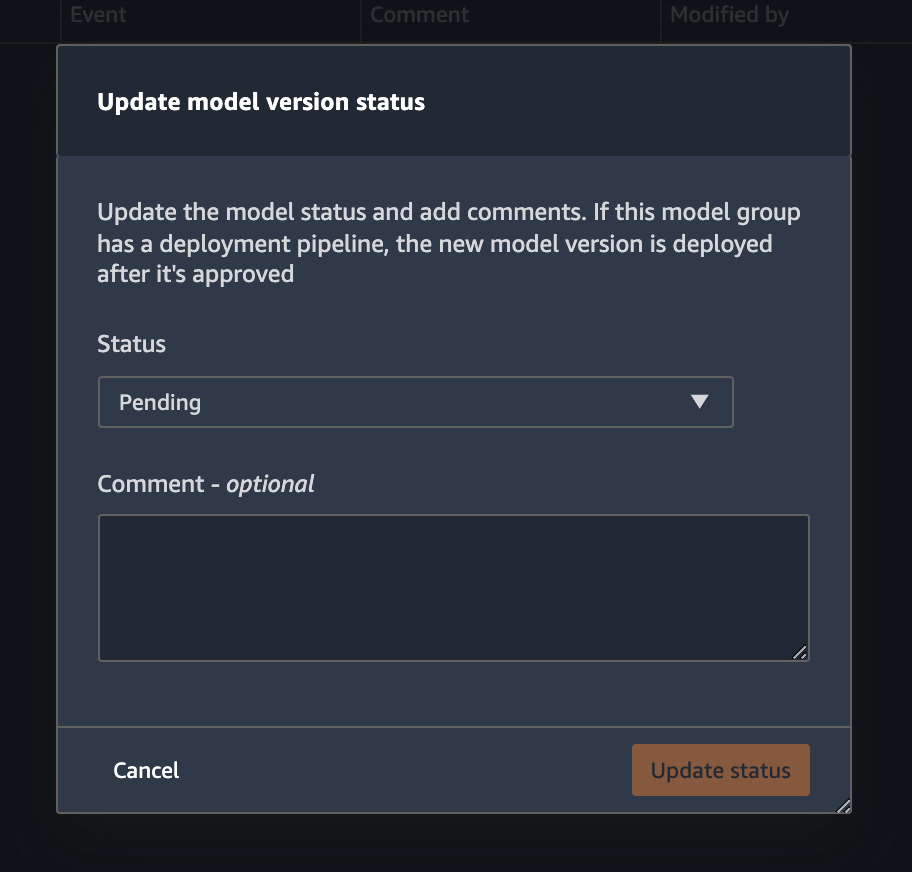 Event Comment Modified by
Update model version status
Update the model status and add comments. If this model group
has a deployment pipeline, the new model version is deployed
after it's approved
Status
Pending
Comment - optional
Cancel Update status